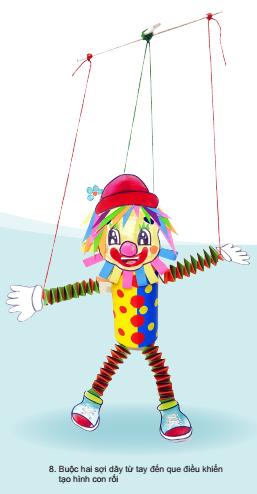 8. Buộc hai sợi dây từ tay đến que điều khiển
tạo hình con rối